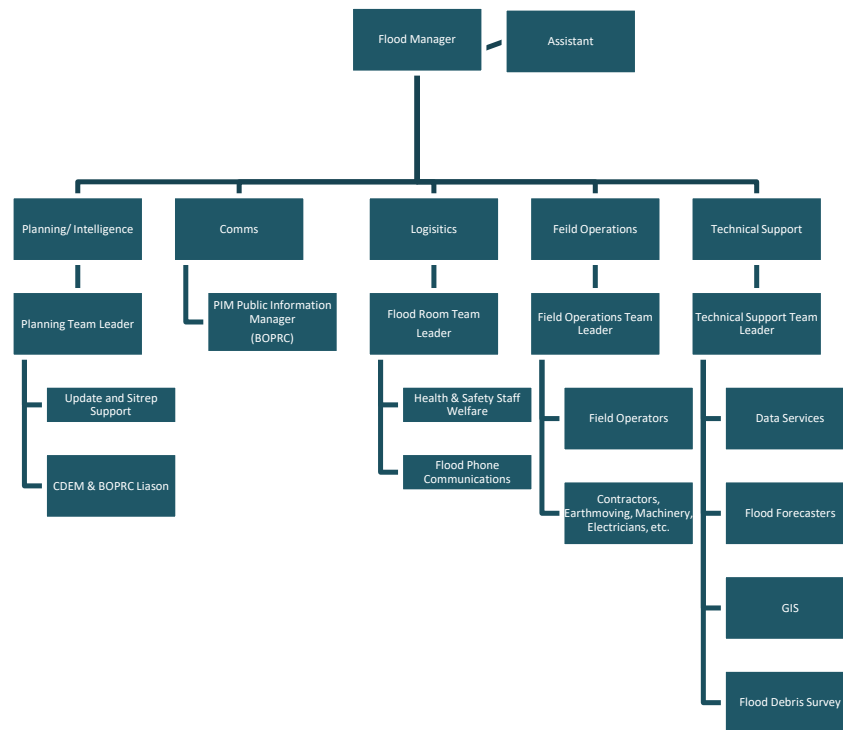 Flood Manager
Assistant
Planning/ Intelligence
Comms
Logisitics
Feild Operations
Technical Support
Planning Team Leader
PIM Public Information
Manager
(BOPRC)
Flood Room Team
Leader
Field Operations Team
Leader
Technical Support Team
Leader
Update and Sitrep
Support
Health & Safety Staff
Welfare
Field Operators
Data Services
CDEM & BOPRC Liason
Flood Phone
Communications
Contractors,
Earthmoving, Machinery,
Electricians, etc.
Flood Forecasters
GIS
Flood Debris Survey